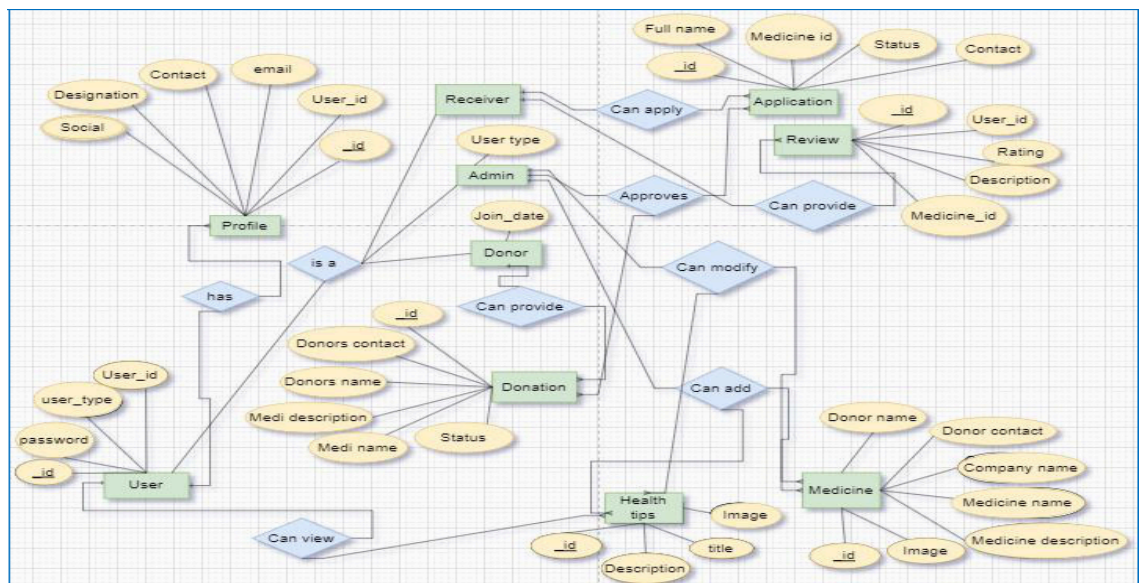 Full name
Medicine id
Status
Contact
_id
Receiver
Can apply
Application
email
Contact
Designation
User_id
Social
_id
Profile
_id
User_id
Review
Rating
Description
Can provide
Medicine_id
User type
Admin
Approves
Join_date
Donor
is a
has
Can provide
Can modify
_id
Donors contact
Donors name
Donation
Medi description
Medi name
Status
Can add
User_id
user_type
password
_id
User
Can view
Health
tips
Image
_id
title
Description
Donor name
Donor contact
Company name
Medicine
Medicine name
Medicine description
_id
Image